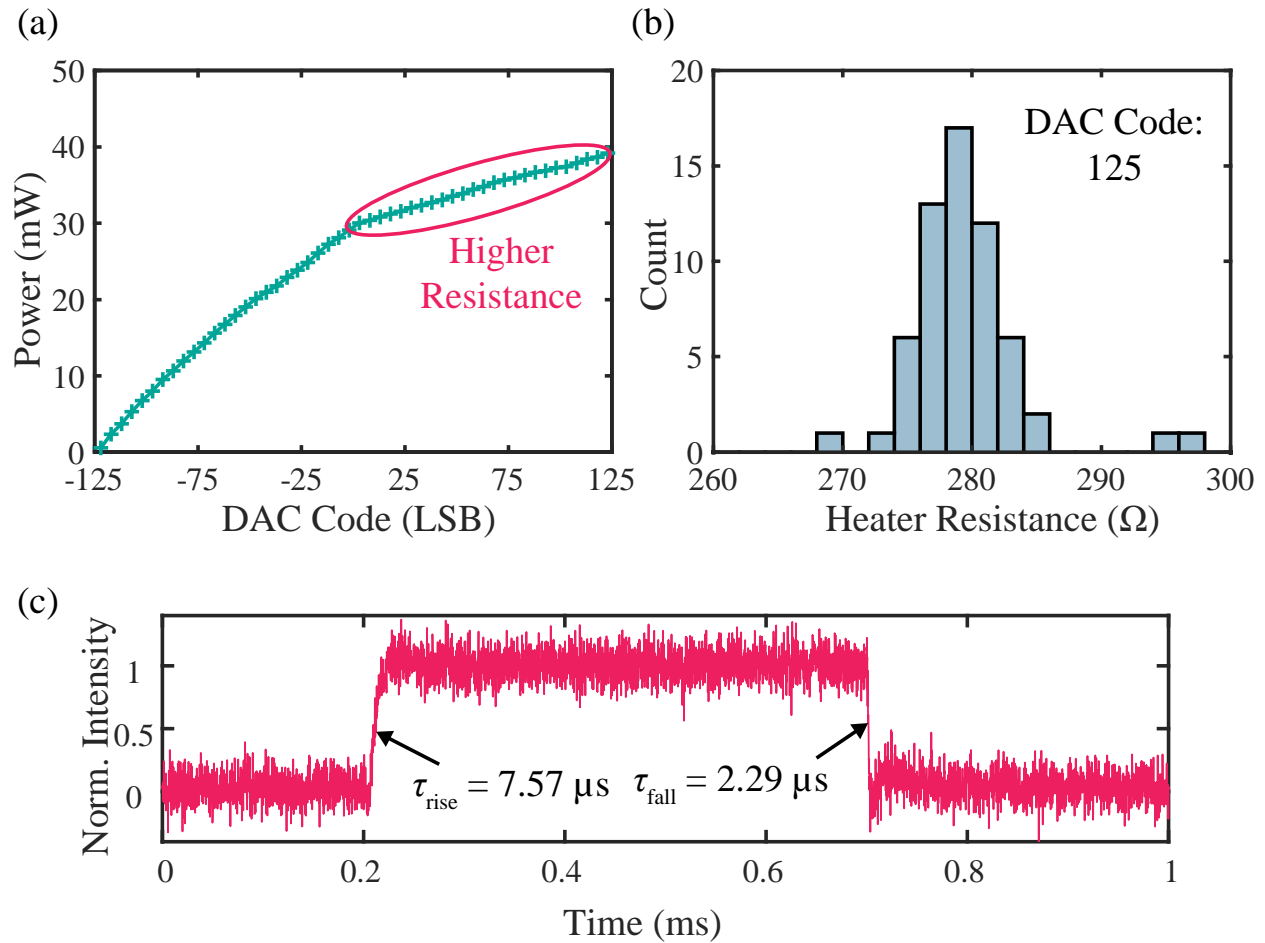 (a)
50
40
30
20
10
0
Power (mW)
-125 -75 -25 25 75 125
DAC Code (LSB)
Higher
Resistance
(b)
20
15
10
5
0
Count
DAC Code:
125
260 270 280 290 300
Heater Resistance (Ω)
(c)
1
0.5
0
Norm. Intensity
τrise = 7.57 μs τfall = 2.29 μs
0 0.2 0.4 0.6 0.8 1
Time (ms)